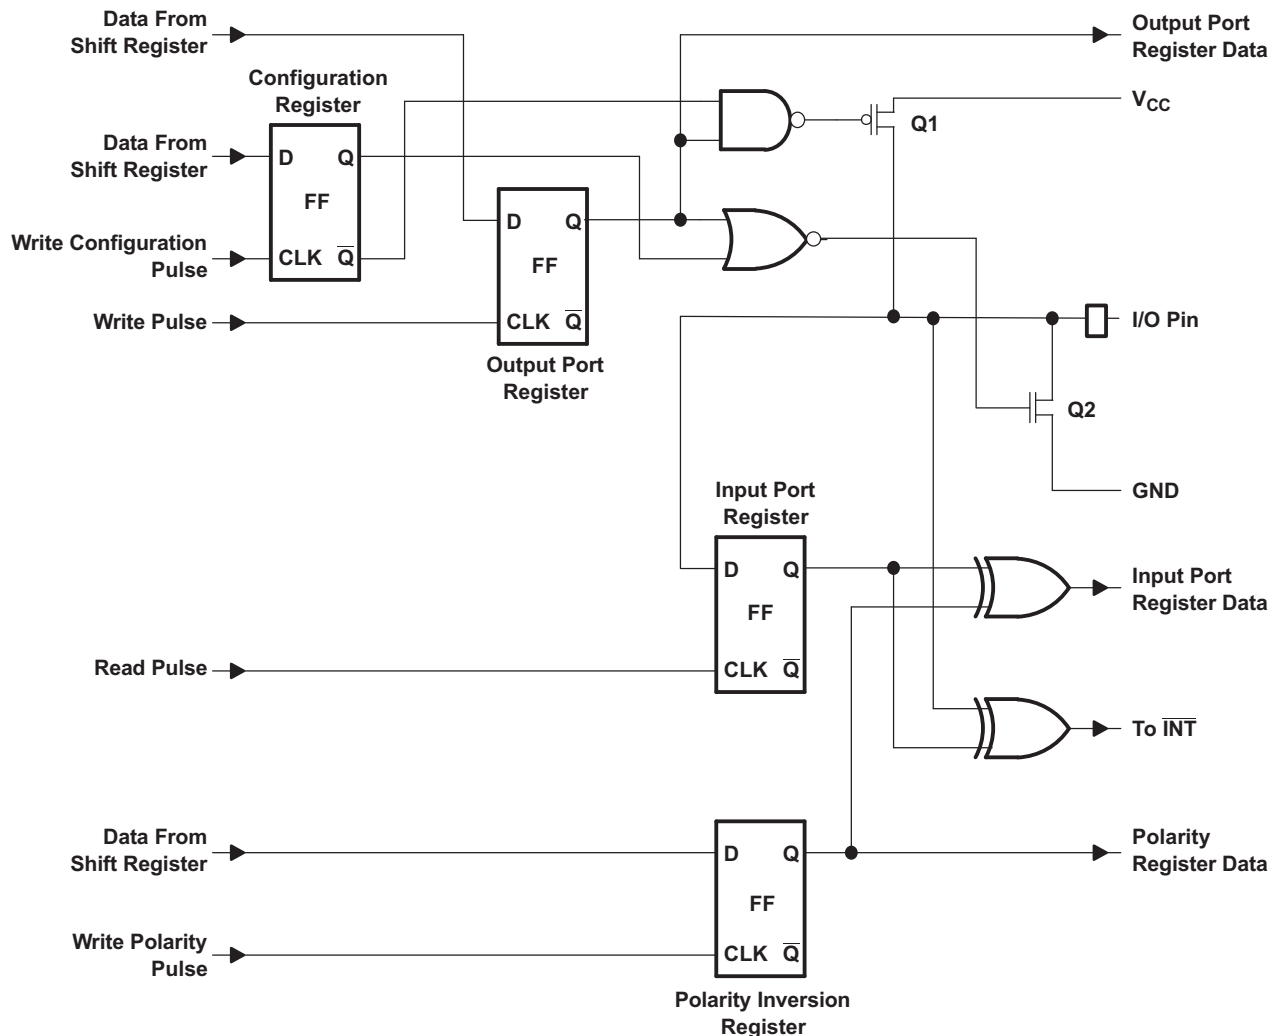 Data From
Shift Register
Output Port
Register Data
Configuration
Register
VCC
Q1
Data From
Shift Register
D
Q
FF
D
Q
Write Configuration
Pulse
CLK
Q̅
FF
Write Pulse
CLK
Q̅
I/O Pin
Output Port
Register
Q2
GND
Input Port
Register
D
Q
Input Port
Register Data
FF
Read Pulse
CLK
Q̅
To I̅N̅T̅
Data From
Shift Register
D
Q
Polarity
Register Data
FF
Write Polarity
Pulse
CLK
Q̅
Polarity Inversion
Register